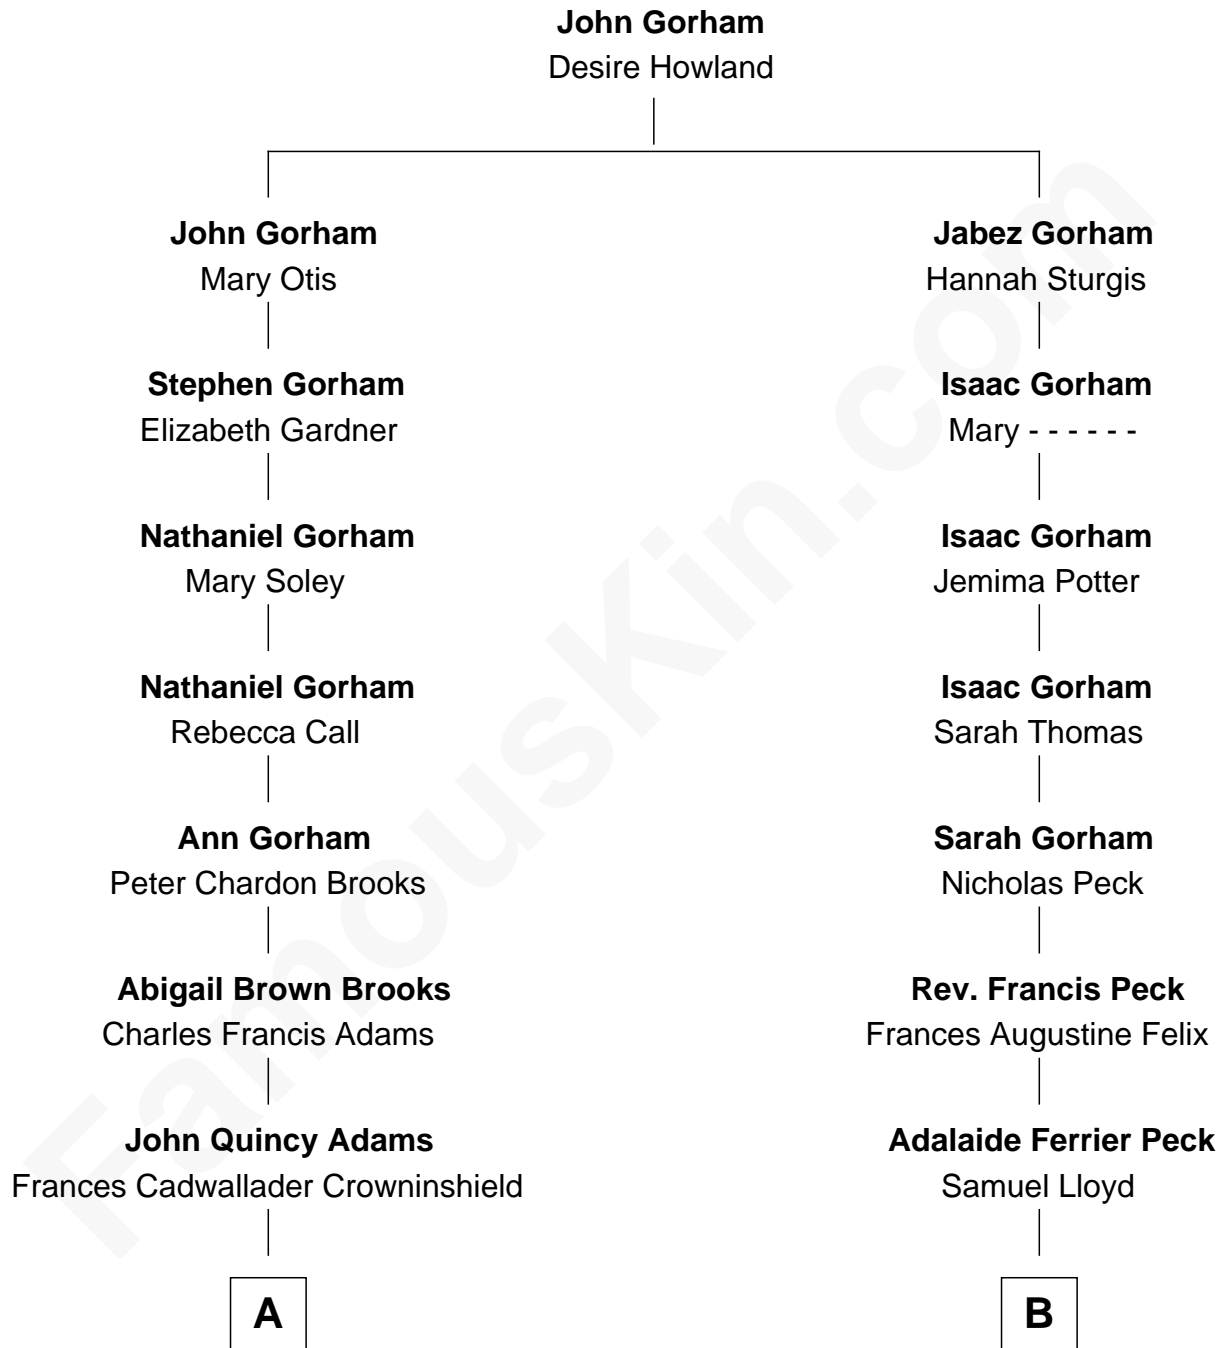 John Gorham
Desire Howland
John Gorham
Mary Otis
Jabez Gorham
Hannah Sturgis
Stephen Gorham
Elizabeth Gardner
Isaac Gorham
Mary - - - - - -
Nathaniel Gorham
Mary Soley
Isaac Gorham
Jemima Potter
Nathaniel Gorham
Rebecca Call
Isaac Gorham
Sarah Thomas
Ann Gorham
Peter Chardon Brooks
Sarah Gorham
Nicholas Peck
Abigail Brown Brooks
Charles Francis Adams
Rev. Francis Peck
Frances Augustine Felix
John Quincy Adams
Frances Cadwallader Crowninshield
Adalaide Ferrier Peck
Samuel Lloyd
A
B
FamousKin.com